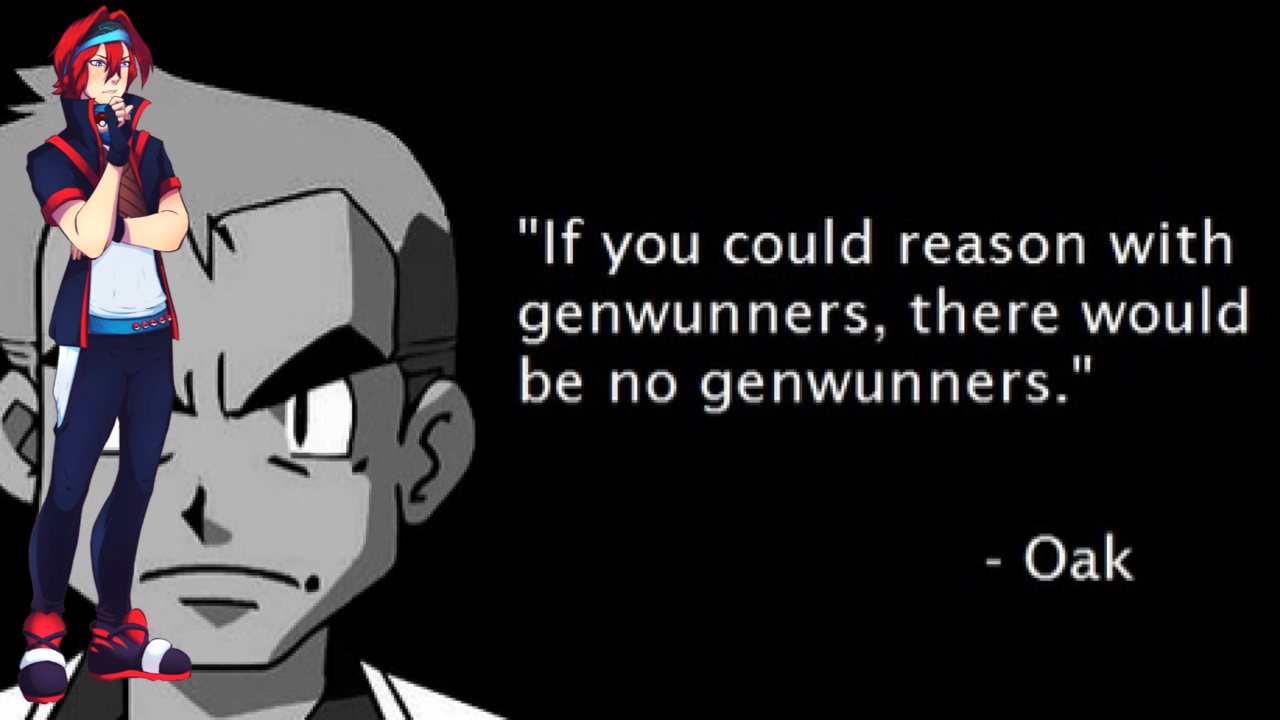 "If you could reason with
genwunners, there would
be no genwunners."
- Oak